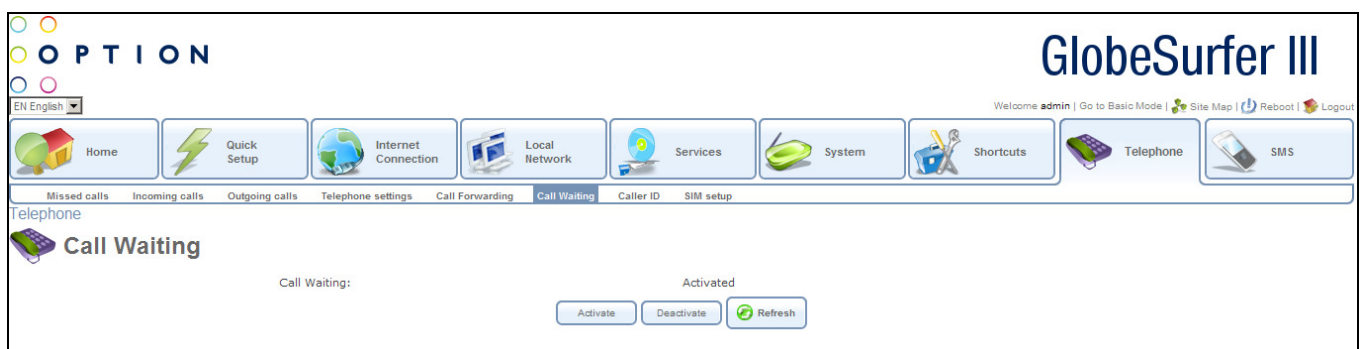 OPTION
GlobeSurfer III
EN English
Welcome admin | Go to Basic Mode | Site Map | Reboot | Logout
Home
Quick Setup
Internet Connection
Local Network
Services
System
Shortcuts
Telephone
SMS
Missed calls Incoming calls Outgoing calls Telephone settings Call Forwarding Call Waiting Caller ID SIM setup
Telephone
Call Waiting
Call Waiting: Activated
Activate Deactivate Refresh